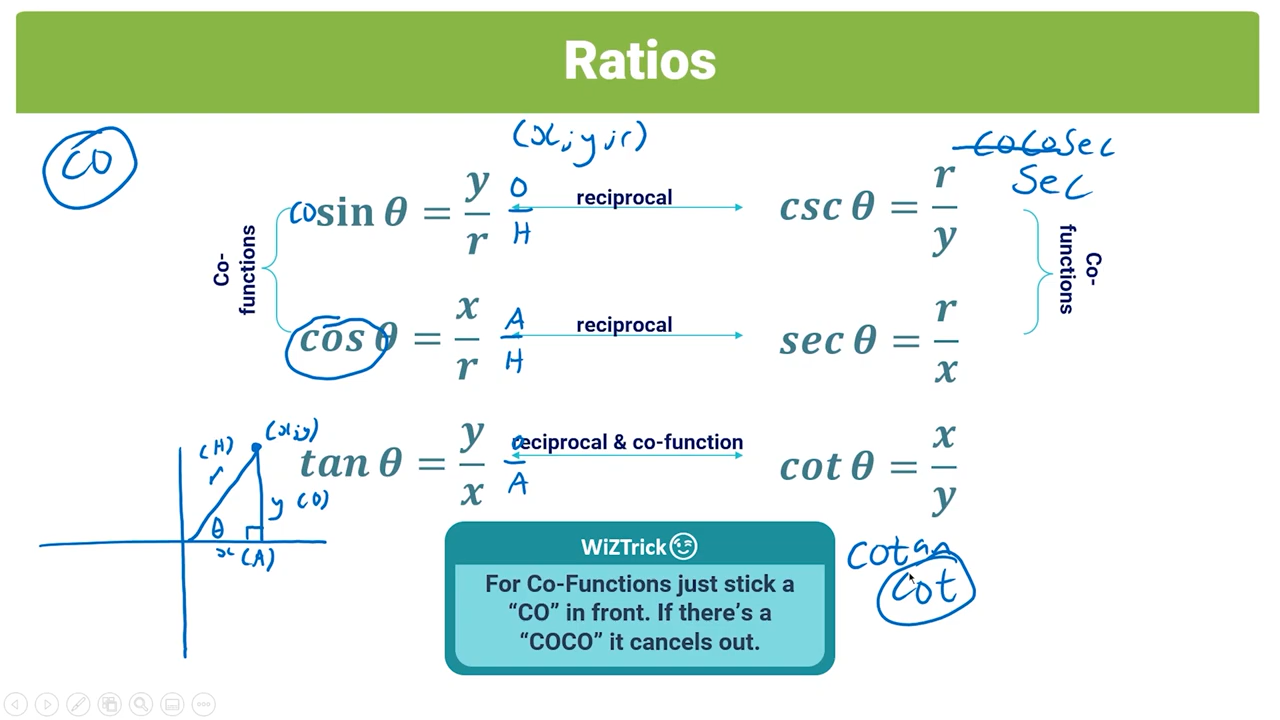 Ratios
co
(x;y;r)
cocosec
sec
cosin θ = y/r O/H
reciprocal
csc θ = r/y
Co-functions
Co-functions
cos θ = x/r A/H
reciprocal
sec θ = r/x
tan θ = y/x O/A
reciprocal & co-function
cot θ = x/y
(x;y)
(H)
r
y (O)
θ
x (A)
WiZTrick
For Co-Functions just stick a
“CO” in front. If there’s a
“COCO” it cancels out.
cotan
cot